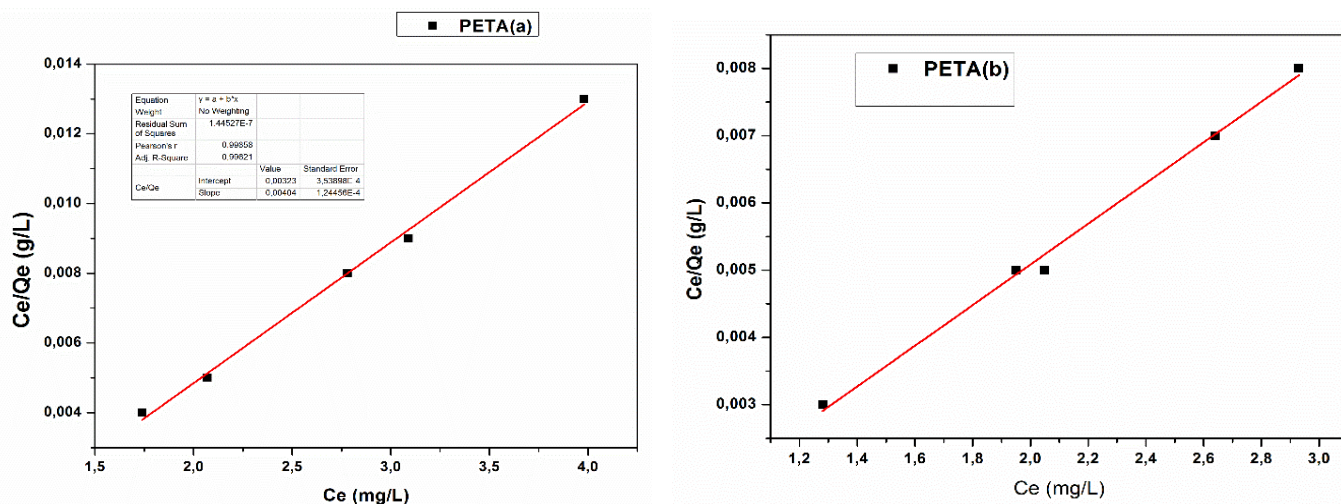 PETA(a)
0,014
0,012
0,010
0,008
0,006
0,004
Ce/Qe (g/L)
Equation y = a + b*x
Weight No Weighting
Residual Sum of Squares 1.44527E-7
Pearson's r 0.99858
Adj. R-Square 0.99621
Value Standard Error
Ce/Qe Intercept 0,00323 3,53898E-4
Slope 0,00404 1,24456E-4
1,5 2,0 2,5 3,0 3,5 4,0
Ce (mg/L)
PETA(b)
0,008
0,007
0,006
0,005
0,004
0,003
Ce/Qe (g/L)
1,2 1,4 1,6 1,8 2,0 2,2 2,4 2,6 2,8 3,0
Ce (mg/L)